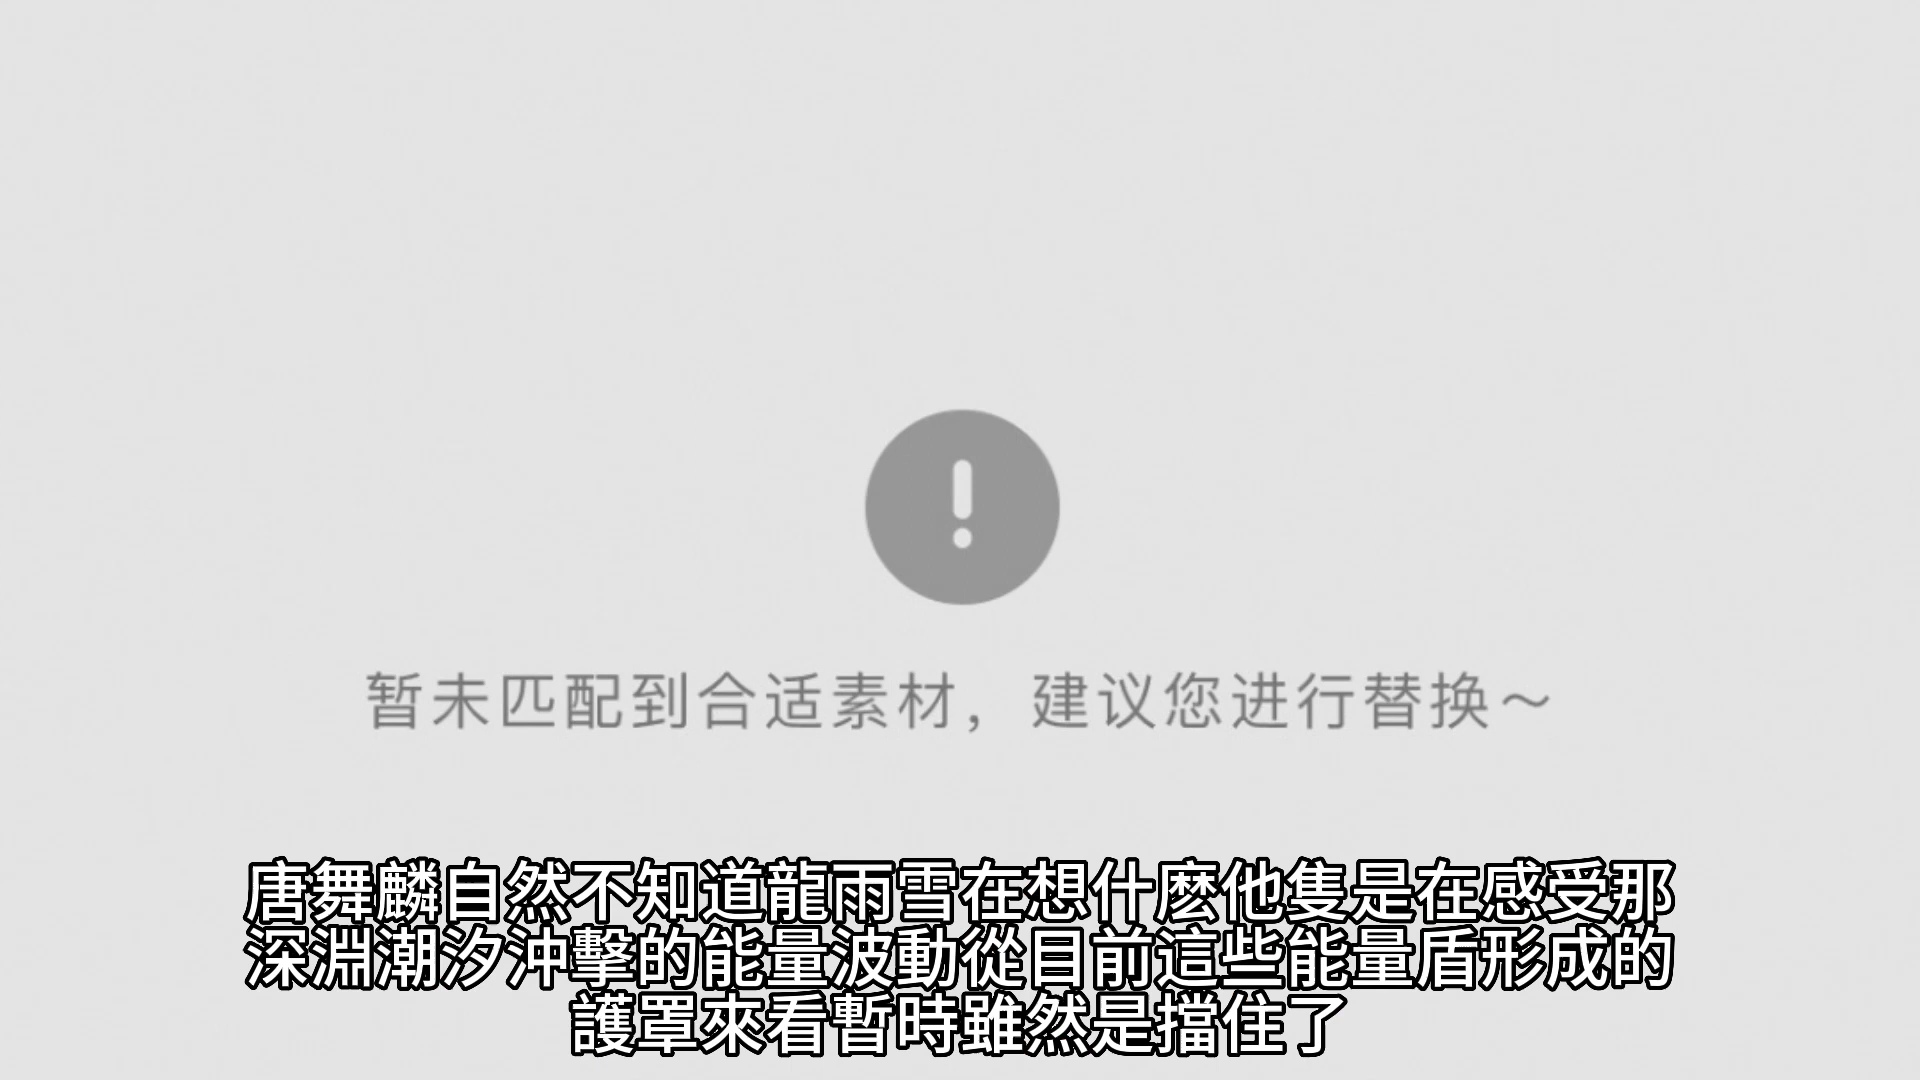 暂未匹配到合适素材，建议您进行替换～
唐舞麟自然不知道龍雨雪在想什麽他隻是在感受那
深淵潮汐沖擊的能量波動從目前這些能量盾形成的
護罩來看暫時雖然是擋住了